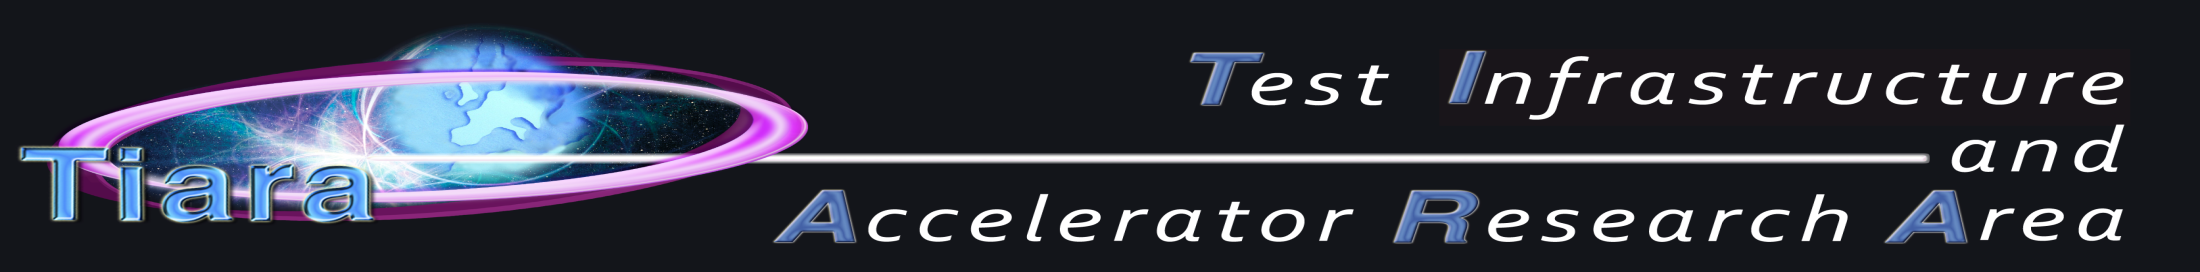 Tiara
Test Infrastructure
and
Accelerator Research Area